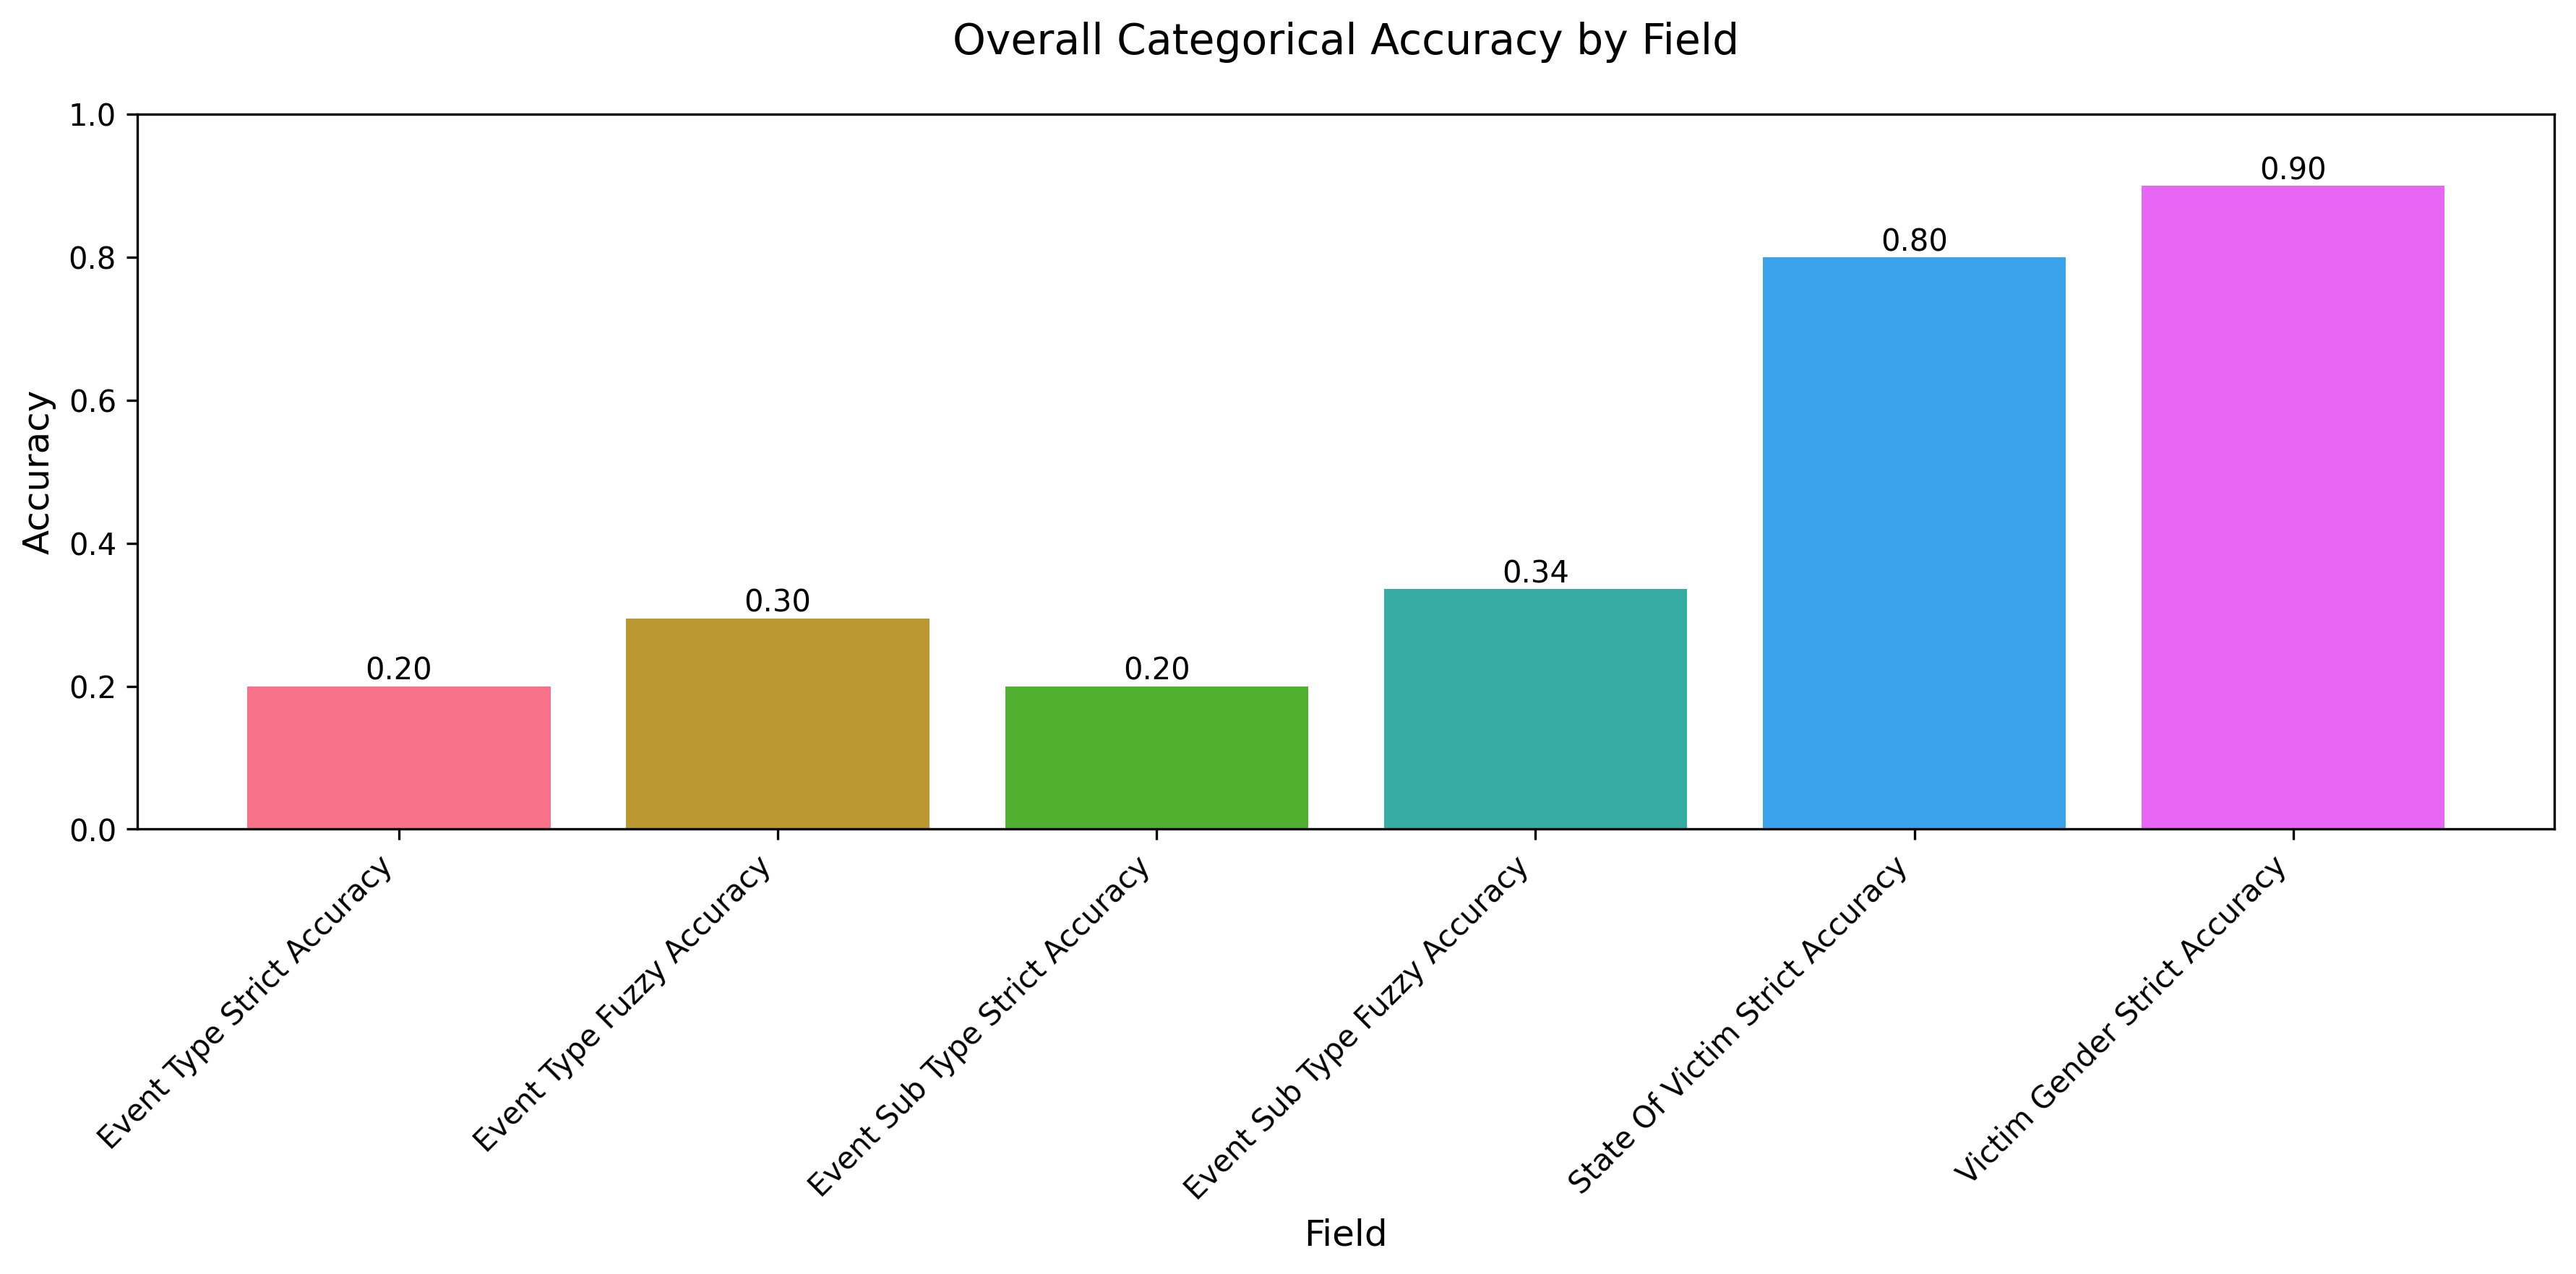 Overall Categorical Accuracy by Field
Accuracy
1.0
0.8
0.6
0.4
0.2
0.0
0.20
0.30
0.20
0.34
0.80
0.90
Event Type Strict Accuracy
Event Type Fuzzy Accuracy
Event Sub Type Strict Accuracy
Event Sub Type Fuzzy Accuracy
State Of Victim Strict Accuracy
Victim Gender Strict Accuracy
Field